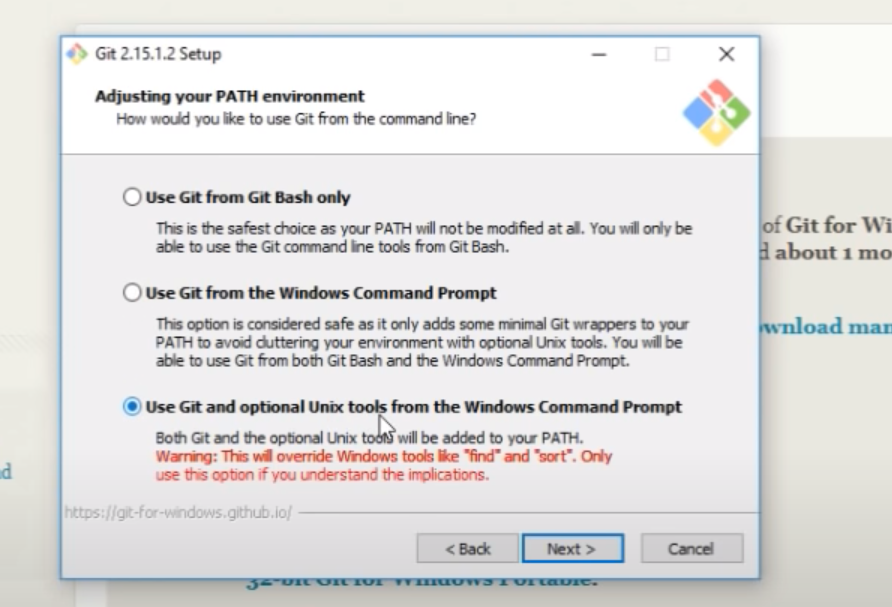 Git 2.15.1.2 Setup
Adjusting your PATH environment
How would you like to use Git from the command line?
Use Git from Git Bash only
This is the safest choice as your PATH will not be modified at all. You will only be
able to use the Git command line tools from Git Bash.
Use Git from the Windows Command Prompt
This option is considered safe as it only adds some minimal Git wrappers to your
PATH to avoid cluttering your environment with optional Unix tools. You will be
able to use Git from both Git Bash and the Windows Command Prompt.
Use Git and optional Unix tools from the Windows Command Prompt
Both Git and the optional Unix tools will be added to your PATH.
Warning: This will override Windows tools like "find" and "sort". Only
use this option if you understand the implications.
https://git-for-windows.github.io/
< Back
Next >
Cancel
of Git for Wi
d about 1 mo
wnload man
d
32-bit Git for Windows Portable.